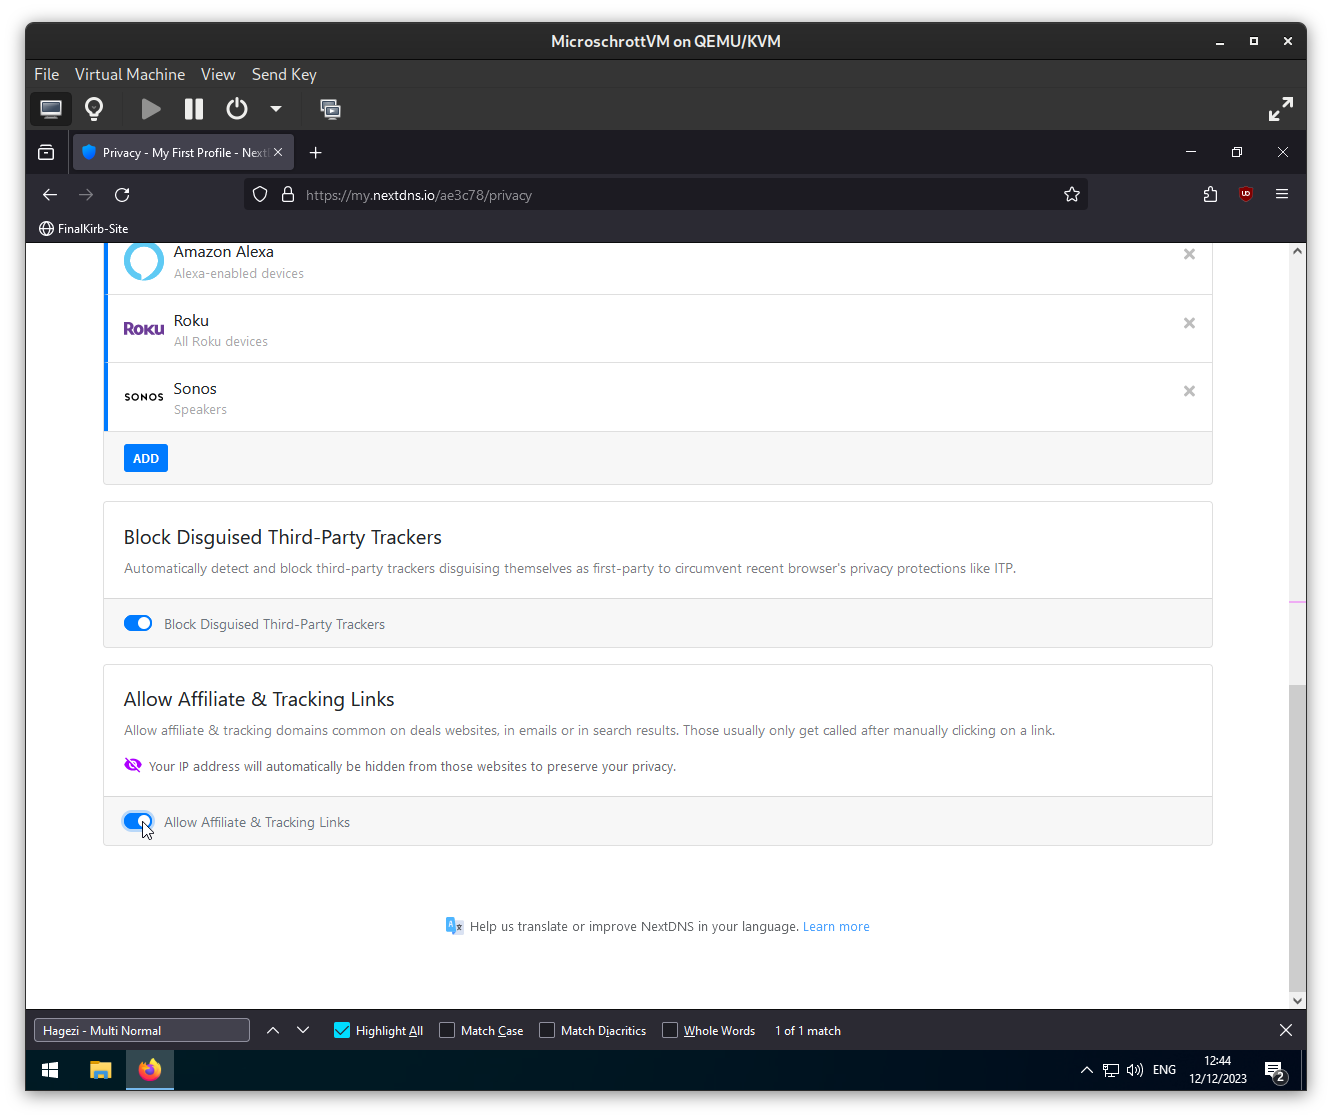 MicroschrottVM on QEMU/KVM
File Virtual Machine View Send Key
Privacy - My First Profile - Next
https://my.nextdns.io/ae3c78/privacy
FinalKirb-Site
Amazon Alexa
Alexa-enabled devices
ROKU
Roku
All Roku devices
SONOS
Sonos
Speakers
ADD
Block Disguised Third-Party Trackers
Automatically detect and block third-party trackers disguising themselves as first-party to circumvent recent browser's privacy protections like ITP.
Block Disguised Third-Party Trackers
Allow Affiliate & Tracking Links
Allow affiliate & tracking domains common on deals websites, in emails or in search results. Those usually only get called after manually clicking on a link.
Your IP address will automatically be hidden from those websites to preserve your privacy.
Allow Affiliate & Tracking Links
Help us translate or improve NextDNS in your language. Learn more
Hagezi - Multi Normal Highlight All Match Case Match Diacritics Whole Words 1 of 1 match
ENG
12:44
12/12/2023
2